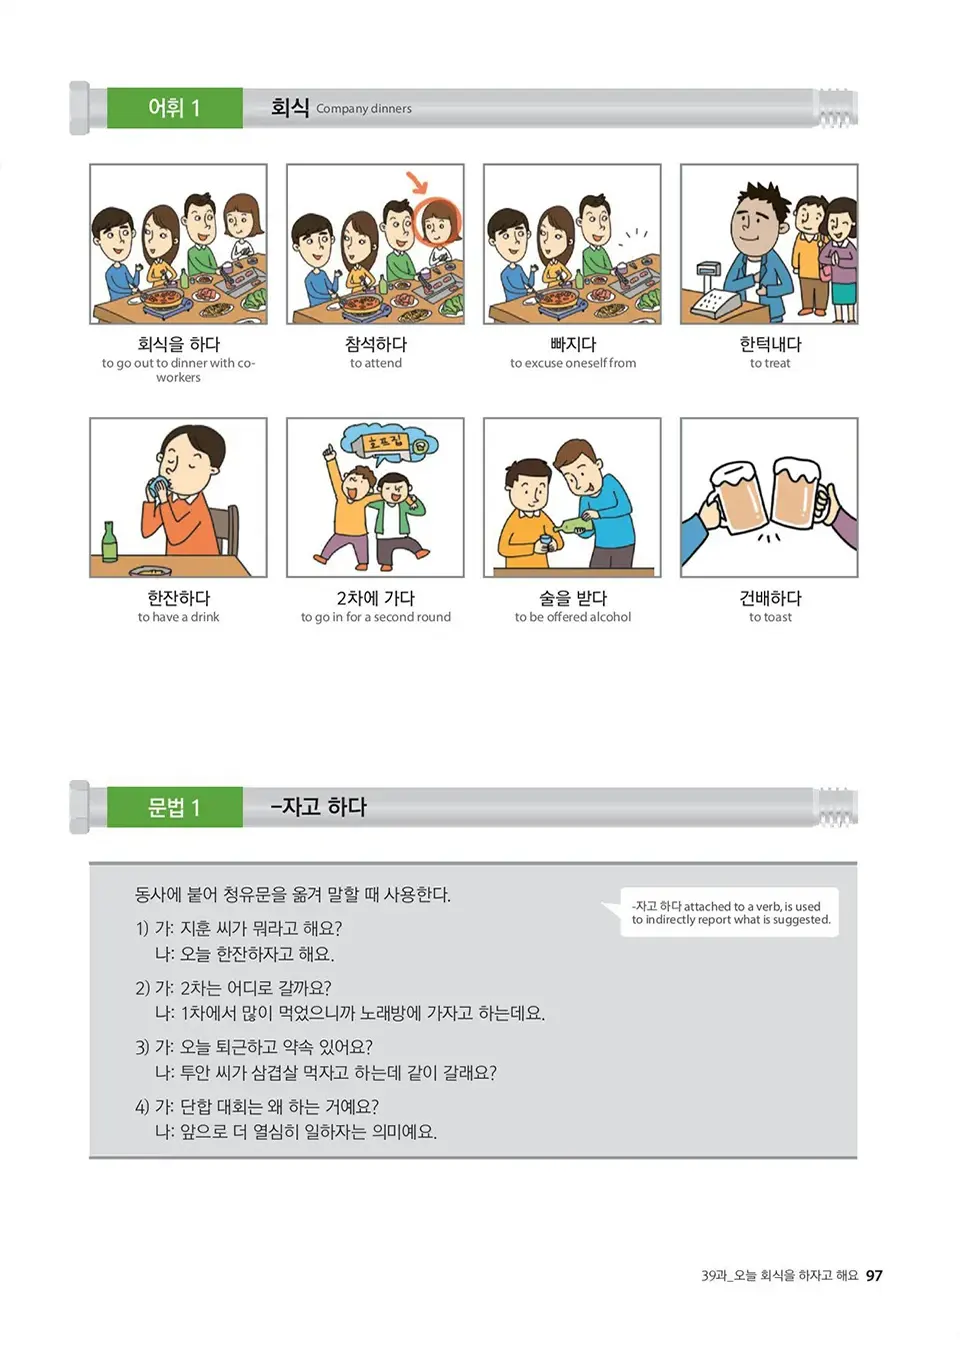 어휘 1
회식 Company dinners
회식을 하다
to go out to dinner with co-
workers
참석하다
to attend
빠지다
to excuse oneself from
한턱내다
to treat
호프집
한잔하다
to have a drink
2차에 가다
to go in for a second round
술을 받다
to be offered alcohol
건배하다
to toast
문법 1
-자고 하다
동사에 붙어 청유문을 옮겨 말할 때 사용한다.
-자고 하다 attached to a verb, is used
to indirectly report what is suggested.
1) 가: 지훈 씨가 뭐라고 해요?
나: 오늘 한잔하자고 해요.
2) 가: 2차는 어디로 갈까요?
나: 1차에서 많이 먹었으니까 노래방에 가자고 하는데요.
3) 가: 오늘 퇴근하고 약속 있어요?
나: 투안 씨가 삼겹살 먹자고 하는데 같이 갈래요?
4) 가: 단합 대회는 왜 하는 거예요?
나: 앞으로 더 열심히 일하자는 의미예요.
39과_오늘 회식을 하자고 해요 97